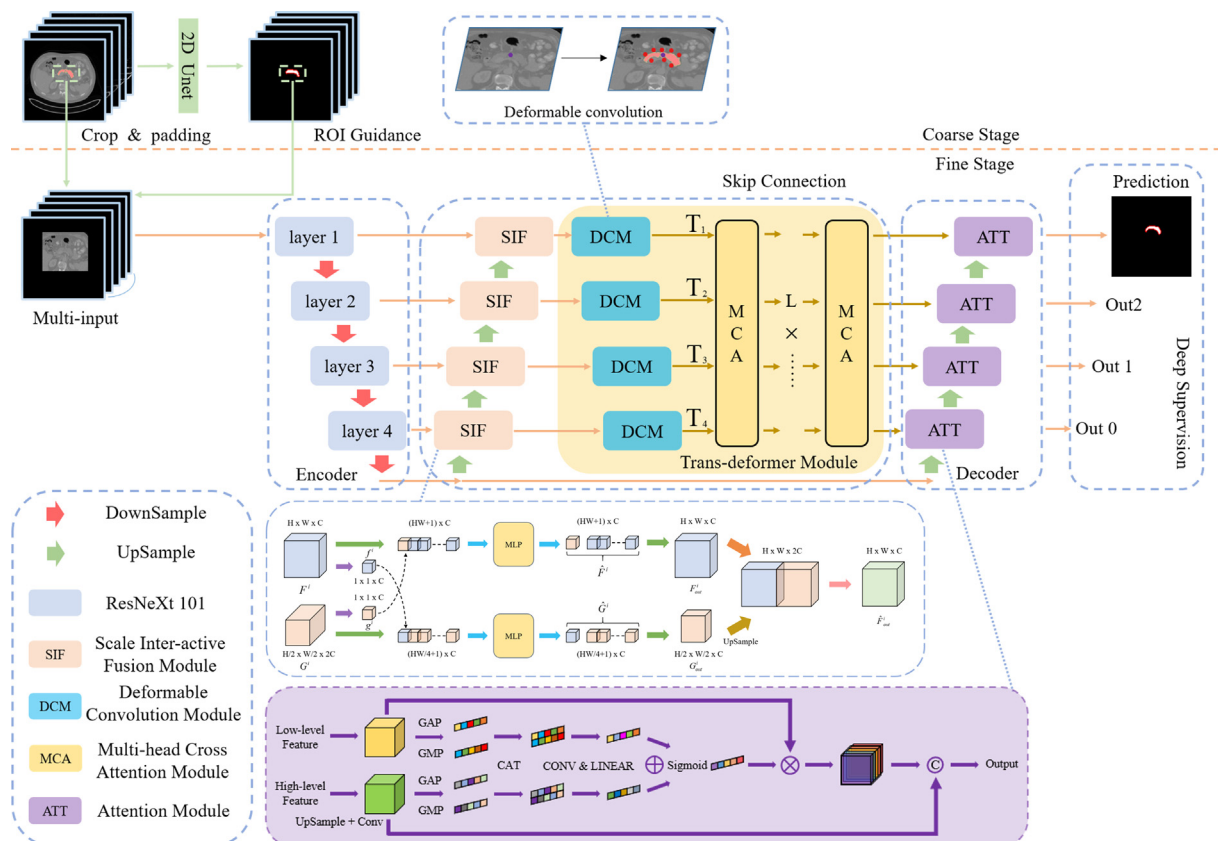 2D Unet
Crop & padding
ROI Guidance
Deformable convolution
Coarse Stage
Fine Stage
Multi-input
layer 1
layer 2
layer 3
layer 4
Encoder
Skip Connection
SIF
SIF
SIF
SIF
DCM
DCM
DCM
DCM
T1
T2
T3
T4
MCA
L
×
MCA
Trans-deformer Module
ATT
ATT
ATT
ATT
Decoder
Prediction
Out2
Out 1
Out 0
Deep Supervision
DownSample
UpSample
ResNeXt 101
SIF
Scale Inter-active
Fusion Module
DCM
Deformable
Convolution Module
MCA
Multi-head Cross
Attention Module
ATT
Attention Module
H x W x C
F^i
f^i
1 x 1 x C
(HW+1) x C
MLP
(HW+1) x C
F̂^i
H x W x C
F^i_out
1 x 1 x C
g^i
H/2 x W/2 x 2C
G^i
(HW/4+1) x C
MLP
Ĝ^i
(HW/4+1) x C
H/2 x W/2 x C
G^i_out
UpSample
H x W x 2C
H x W x C
F̂^i_out
Low-level
Feature
GAP
GMP
CAT
CONV & LINEAR
Sigmoid
High-level
Feature
UpSample + Conv
GAP
GMP
C
Output